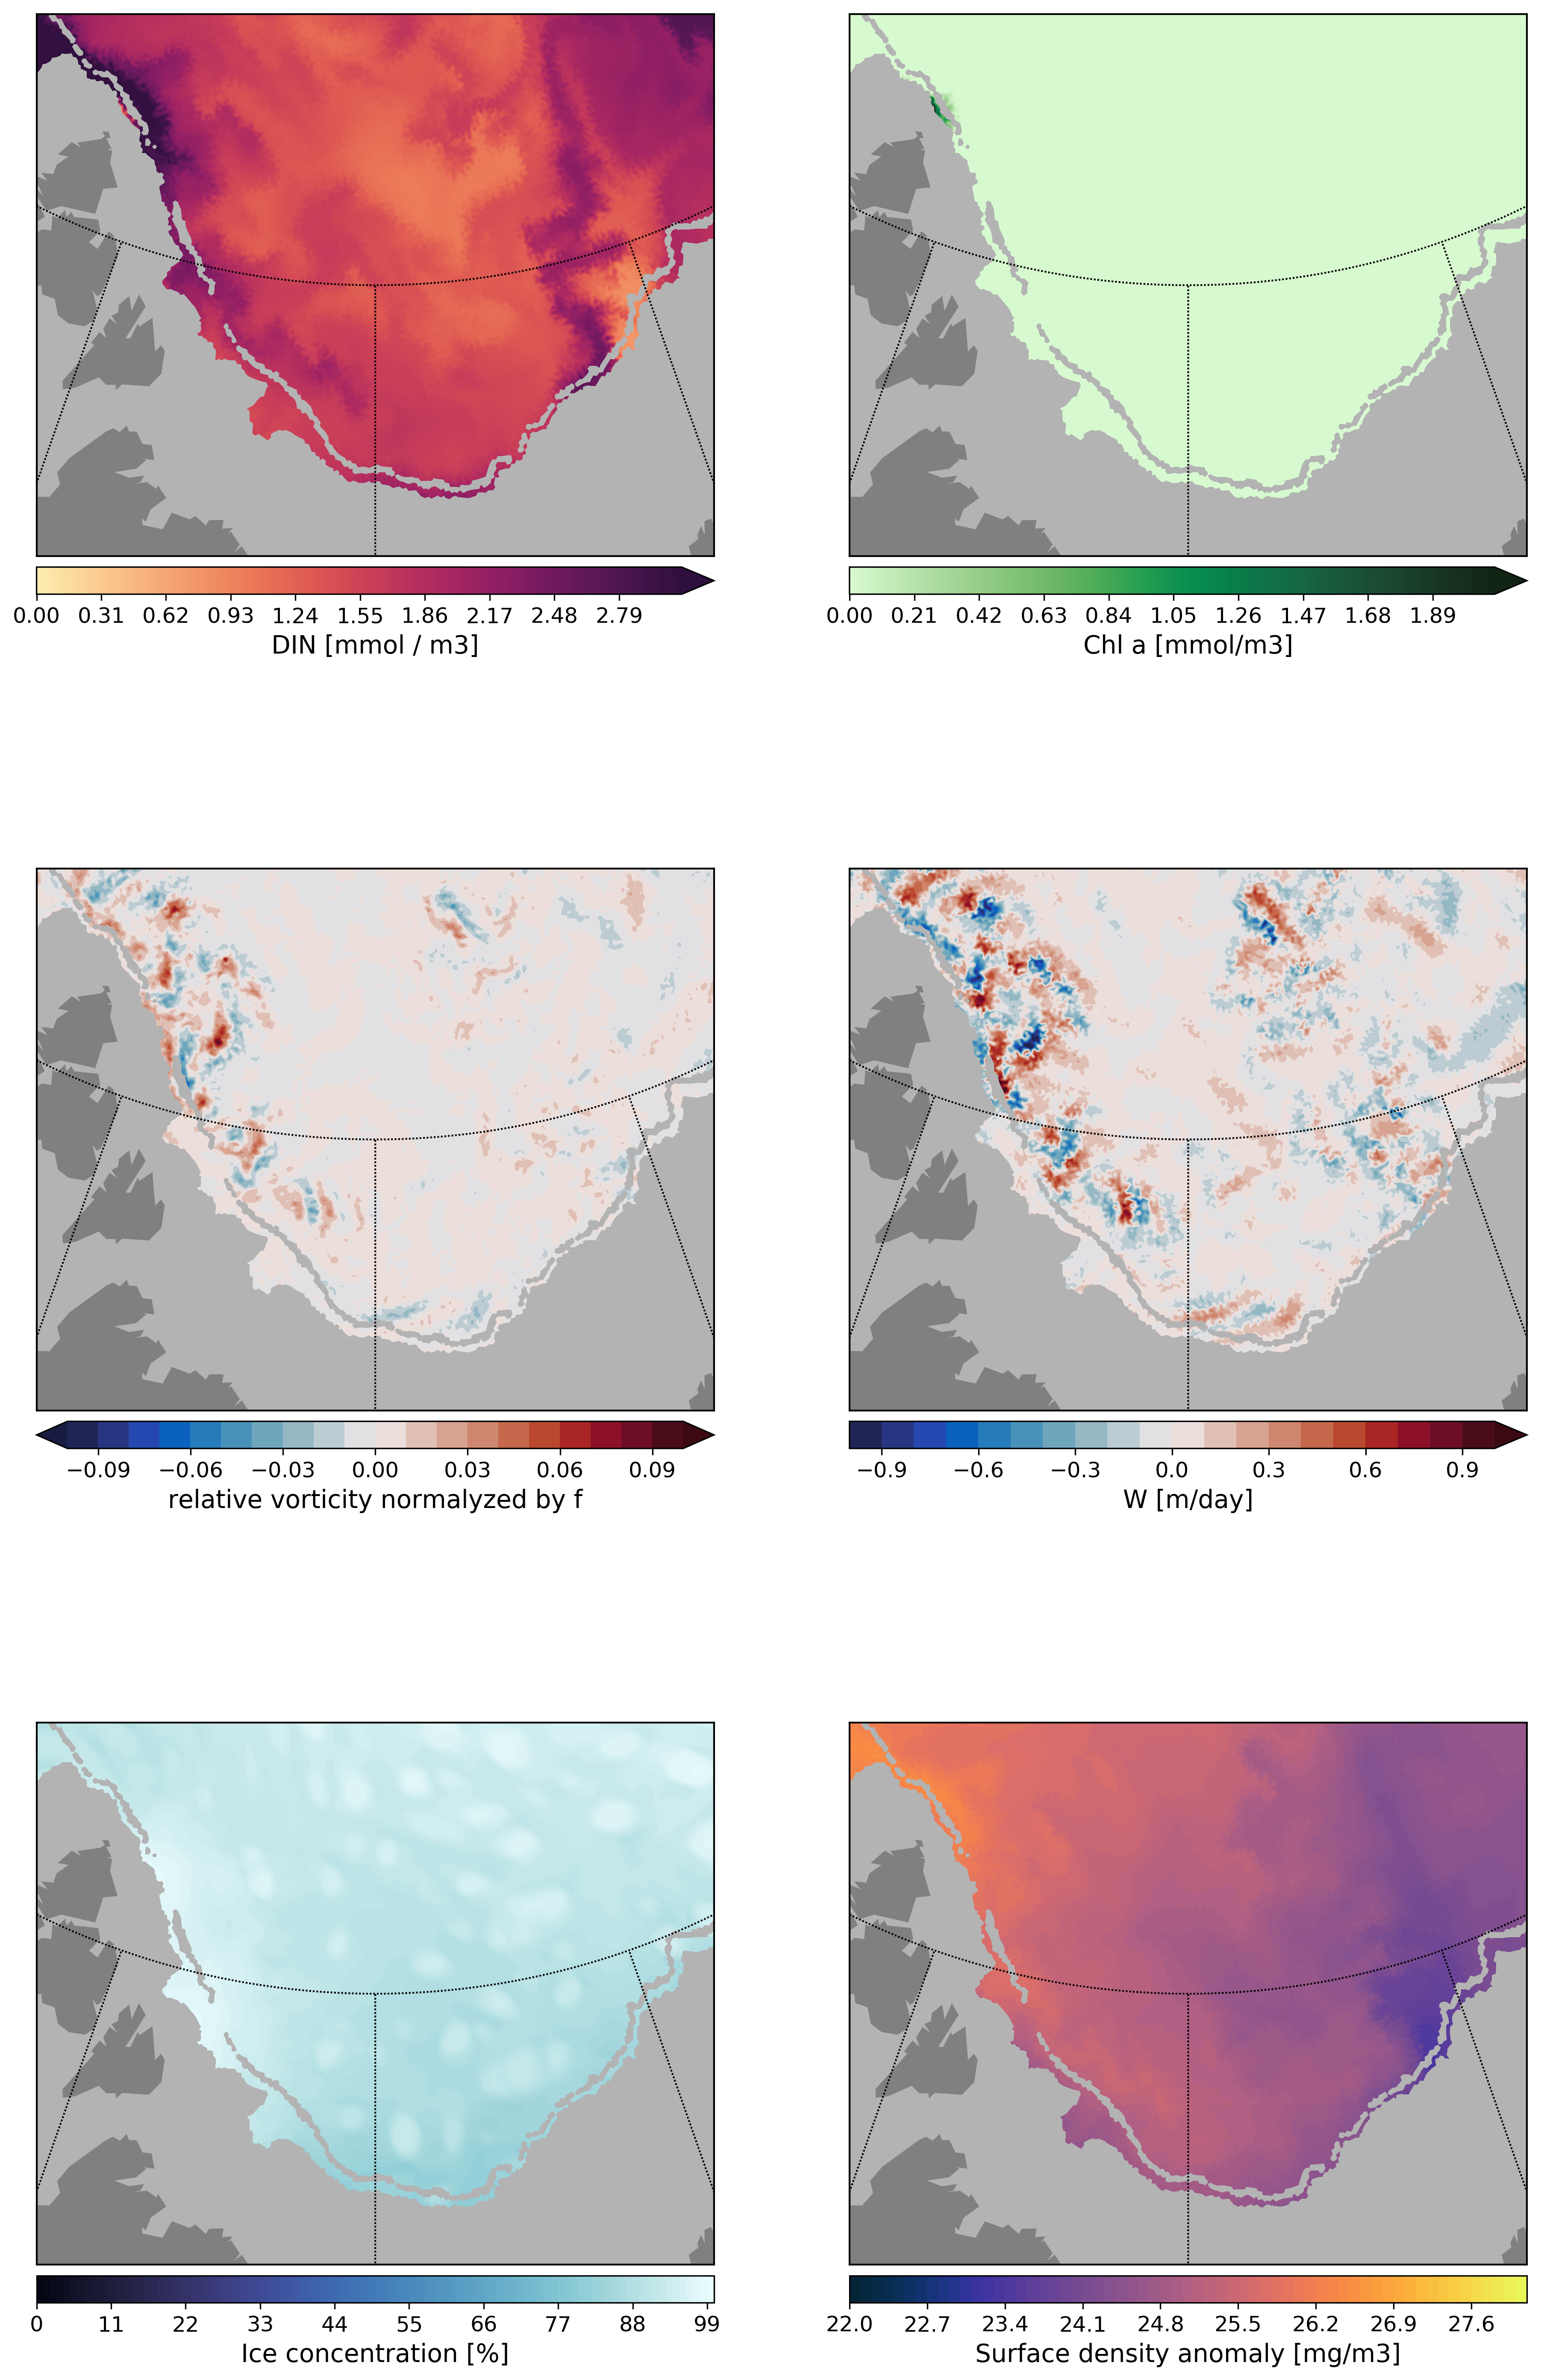 0.00 0.31 0.62 0.93 1.24 1.55 1.86 2.17 2.48 2.79
DIN [mmol / m3]
0.00 0.21 0.42 0.63 0.84 1.05 1.26 1.47 1.68 1.89
Chl a [mmol/m3]
−0.09 −0.06 −0.03 0.00 0.03 0.06 0.09
relative vorticity normalyzed by f
−0.9 −0.6 −0.3 0.0 0.3 0.6 0.9
W [m/day]
0 11 22 33 44 55 66 77 88 99
Ice concentration [%]
22.0 22.7 23.4 24.1 24.8 25.5 26.2 26.9 27.6
Surface density anomaly [mg/m3]